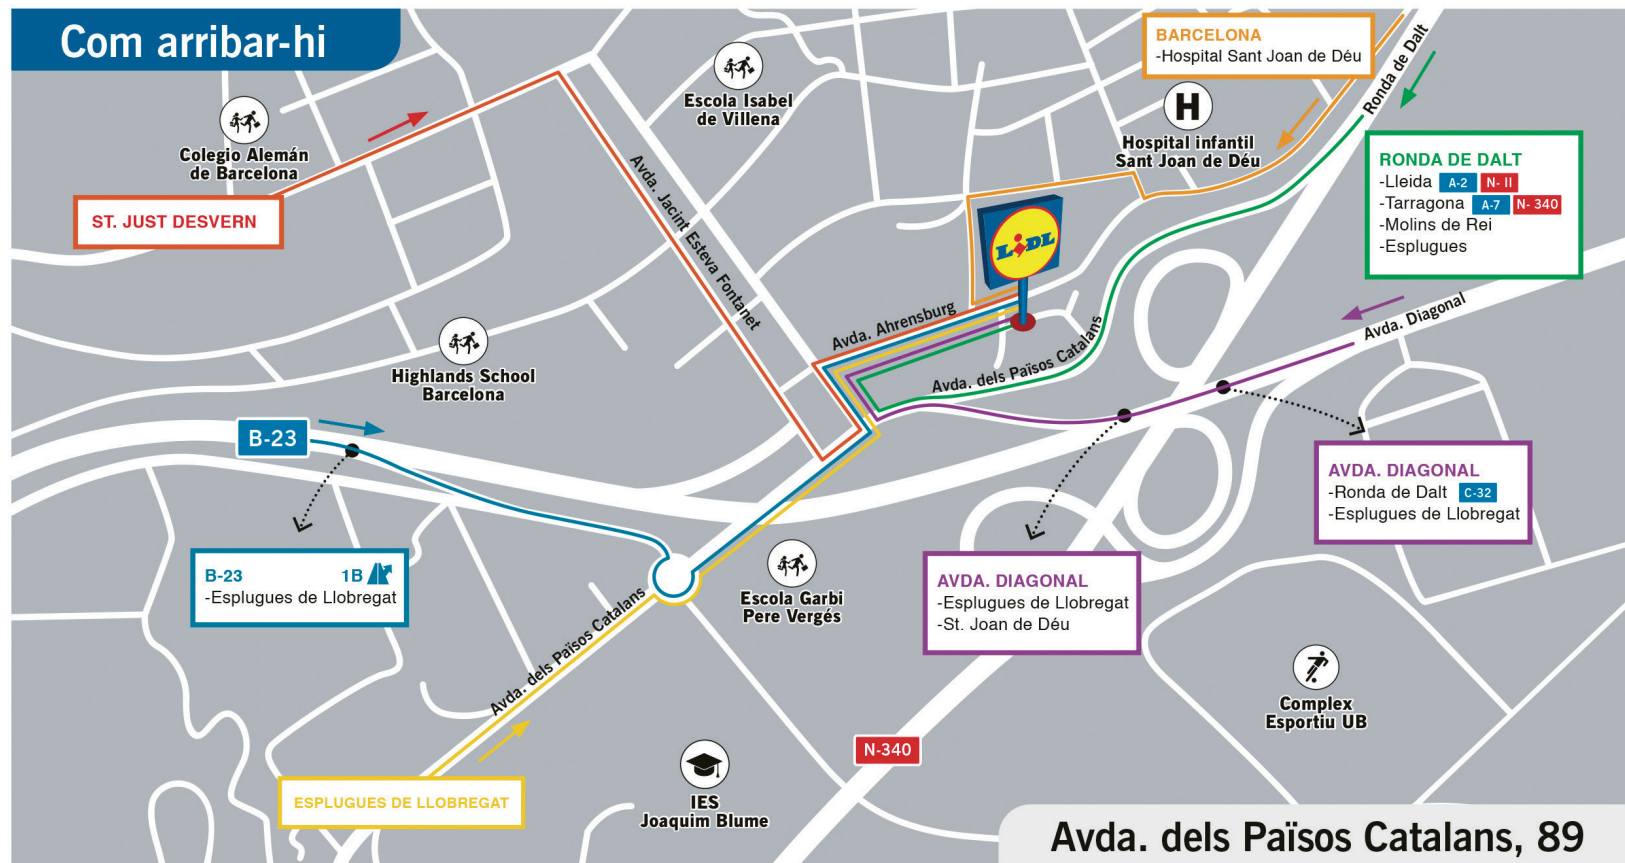 Com arribar-hi
BARCELONA
-Hospital Sant Joan de Déu
Ronda de Dalt
Escola Isabel
de Villena
Hospital infantil
Sant Joan de Déu
Colegio Alemán
de Barcelona
RONDA DE DALT
-Lleida A-2 N- II
-Tarragona A-7 N- 340
-Molins de Rei
-Esplugues
ST. JUST DESVERN
Avda. Jacint Esteva Fontanet
LIDL
Avda. Ahrensburg
Avda. Diagonal
Avda. dels Països Catalans
Highlands School
Barcelona
B-23
AVDA. DIAGONAL
-Ronda de Dalt C-32
-Esplugues de Llobregat
B-23 1B
-Esplugues de Llobregat
Escola Garbi
Pere Vergés
AVDA. DIAGONAL
-Esplugues de Llobregat
-St. Joan de Déu
Avda. dels Països Catalans
Complex
Esportiu UB
N-340
ESPLUGUES DE LLOBREGAT
IES
Joaquim Blume
Avda. dels Països Catalans, 89